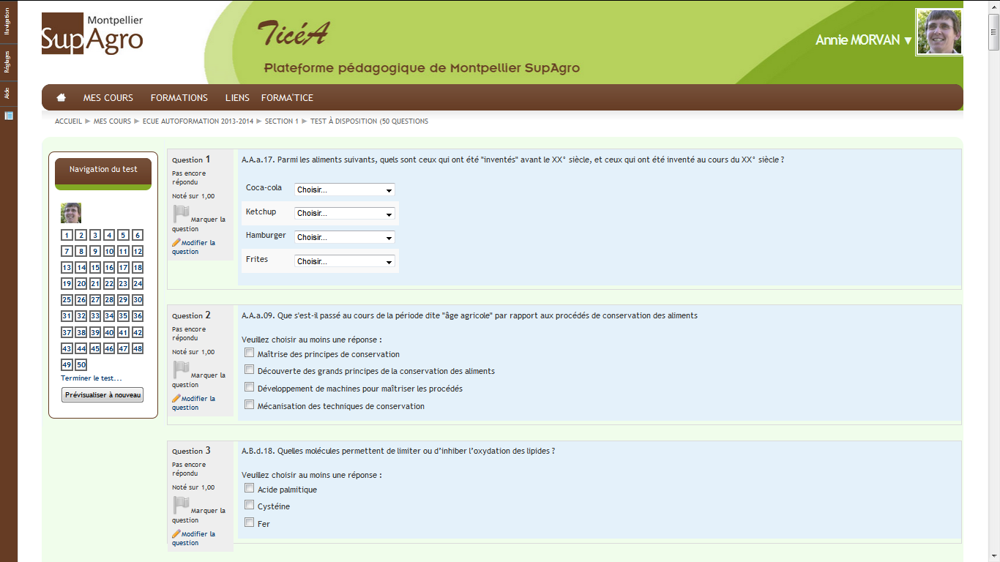 Navigation
Réglages
Aide
Montpellier
SupAgro
TicéA
Plateforme pédagogique de Montpellier SupAgro
Annie MORVAN ▼
MES COURS FORMATIONS LIENS FORMA'TICE
ACCUEIL ► MES COURS ► ECUE AUTOFORMATION 2013-2014 ► SECTION 1 ► TEST À DISPOSITION (50 QUESTIONS
Navigation du test
1 2 3 4 5 6
7 8 9 10 11 12
13 14 15 16 17 18
19 20 21 22 23 24
25 26 27 28 29 30
31 32 33 34 35 36
37 38 39 40 41 42
43 44 45 46 47 48
49 50
Terminer le test...
Prévisualiser à nouveau
Question 1
Pas encore
répondu
Noté sur 1,00
Marquer la
question
Modifier la
question
A.A.a.17. Parmi les aliments suivants, quels sont ceux qui ont été "inventés" avant le XX° siècle, et ceux qui ont été inventé au cours du XX° siècle ?
Coca-cola Choisir...
Ketchup Choisir...
Hamburger Choisir...
Frites Choisir...
Question 2
Pas encore
répondu
Noté sur 1,00
Marquer la
question
Modifier la
question
A.A.a.09. Que s'est-il passé au cours de la période dite "âge agricole" par rapport aux procédés de conservation des aliments
Veuillez choisir au moins une réponse :
Maîtrise des principes de conservation
Découverte des grands principes de la conservation des aliments
Développement de machines pour maîtriser les procédés
Mécanisation des techniques de conservation
Question 3
Pas encore
répondu
Noté sur 1,00
Marquer la
question
Modifier la
question
A.B.d.18. Quelles molécules permettent de limiter ou d’inhiber l’oxydation des lipides ?
Veuillez choisir au moins une réponse :
Acide palmitique
Cystéine
Fer